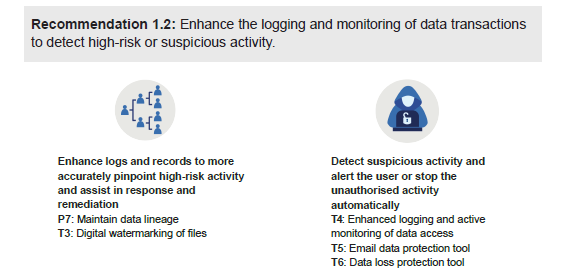 Recommendation 1.2: Enhance the logging and monitoring of data transactions
to detect high-risk or suspicious activity.
Enhance logs and records to more
accurately pinpoint high-risk activity
and assist in response and
remediation
P7: Maintain data lineage
T3: Digital watermarking of files
Detect suspicious activity and
alert the user or stop the
unauthorised activity
automatically
T4: Enhanced logging and active
monitoring of data access
T5: Email data protection tool
T6: Data loss protection tool